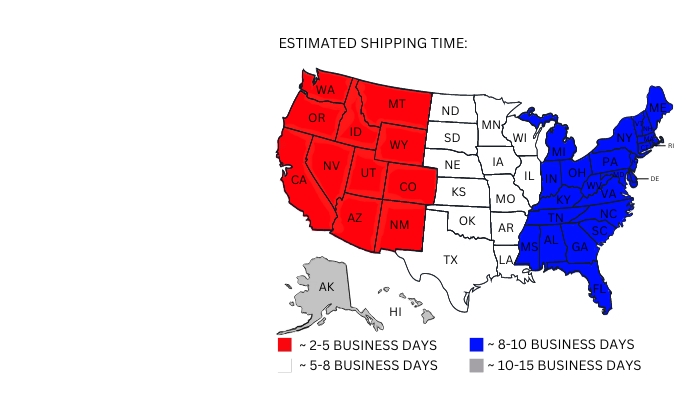 ESTIMATED SHIPPING TIME:
WA
MT
ND
MN
ME
OR
ID
SD
WI
NY
WY
MI
NV
UT
NE
IA
PA
RI
CA
CO
KS
IL
IN
OH
WV
VA
DE
MO
KY
AZ
NM
OK
AR
TN
NC
SC
TX
LA
MS
AL
GA
AK
HI
FL
~ 2-5 BUSINESS DAYS
~ 8-10 BUSINESS DAYS
~ 5-8 BUSINESS DAYS
~ 10-15 BUSINESS DAYS